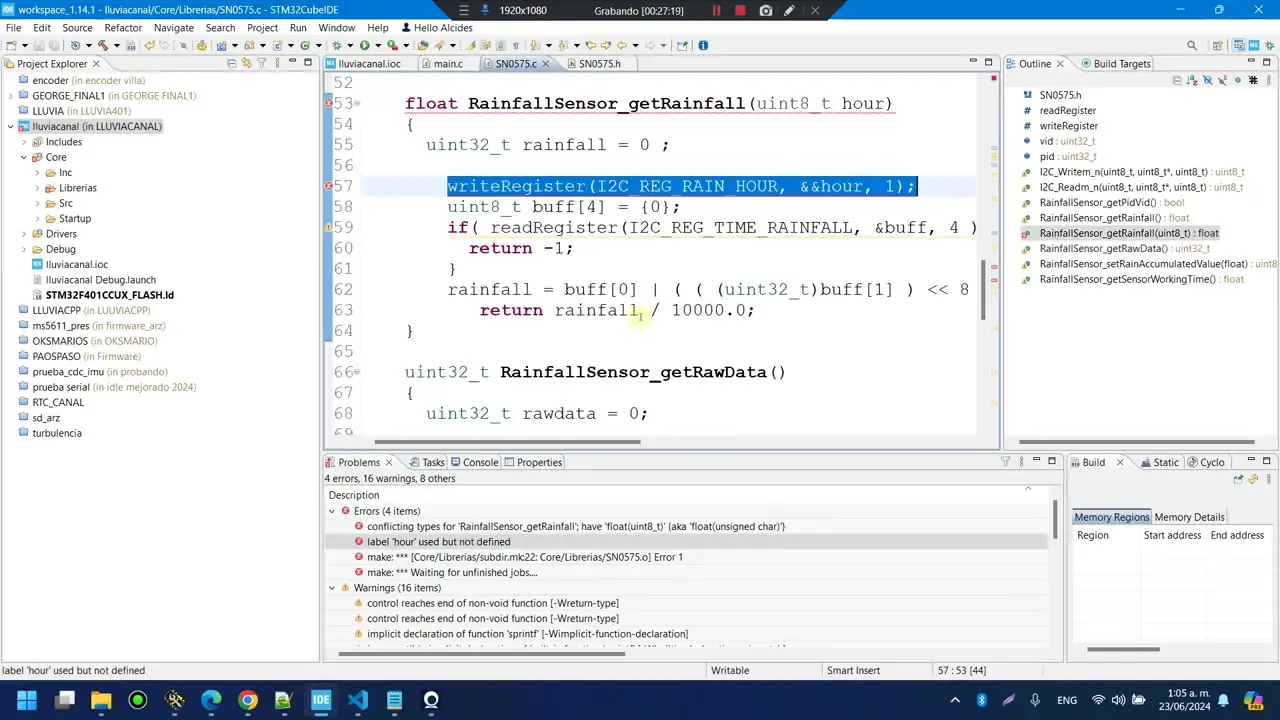 workspace_1.14.1 - lluviacanal/Core/Librerias/SN0575.c - STM32CubeIDE
1920x1080
Grabando (00:27:19)
File Edit Source Refactor Navigate Search Project Run Window Help Hello Alcides
Project Explorer
encoder (in encoder villa)
GEORGE_FINAL1 (in GEORGE FINAL1)
LLUVIA (in LLUVIA401)
lluviacanal (in LLUVIACANAL)
Includes
Core
Inc
Librerias
Src
Startup
Drivers
Debug
lluviacanal.ioc
lluviacanal Debug.launch
STM32F401CCUX_FLASH.ld
LLUVIACPP (in LUUVIACPP)
ms5611_pres (in firmware_arz)
OKSMARIOS (in OKSMARIO)
PAOSPASO (in Firmware)
prueba_cdc_imu (in probando)
prueba serial (in idle mejorado 2024)
RTC_CANAL
sd_arz
turbulencia
lluviacanal.ioc main.c SN0575.c SN0575.h
52
53 float RainfallSensor_getRainfall(uint8_t hour)
54 {
55 uint32_t rainfall = 0 ;
56
57 writeRegister(I2C_REG_RAIN_HOUR, &&hour, 1);
58 uint8_t buff[4] = {0};
59 if( readRegister(I2C_REG_TIME_RAINFALL, &buff, 4 )
60 return -1;
61 }
62 rainfall = buff[0] | ( ( (uint32_t)buff[1] ) << 8
63 return rainfall / 10000.0;
64 }
65
66 uint32_t RainfallSensor_getRawData()
67 {
68 uint32_t rawdata = 0;
69
Outline Build Targets
SN0575.h
readRegister
writeRegister
vid : uint32_t
pid : uint32_t
I2C_Writem_n(uint8_t, uint8_t*, uint8_t) : uint8_t
I2C_Readm_n(uint8_t, uint8_t*, uint8_t) : uint8_t
RainfallSensor_getPidVid() : bool
RainfallSensor_getRainfall() : float
RainfallSensor_getRainfall(uint8_t) : float
RainfallSensor_getRawData() : uint32_t
RainfallSensor_setRainAccumulatedValue(float) : uint8
RainfallSensor_getSensorWorkingTime() : float
Problems Tasks Console Properties
4 errors, 16 warnings, 8 others
Description
Errors (4 items)
conflicting types for 'RainfallSensor_getRainfall'; have 'float(uint8_t)' {aka 'float(unsigned char)'}
label 'hour' used but not defined
make: *** [Core/Librerias/subdir.mk:22: Core/Librerias/SN0575.o] Error 1
make: *** Waiting for unfinished jobs....
Warnings (16 items)
control reaches end of non-void function [-Wreturn-type]
control reaches end of non-void function [-Wreturn-type]
implicit declaration of function 'sprintf' [-Wimplicit-function-declaration]
Build Static Cyclo
Memory Regions Memory Details
Region Start address End address
label 'hour' used but not defined
Writable
Smart Insert
57 : 53 [44]
IDE
ENG
1:05 a. m.
23/06/2024